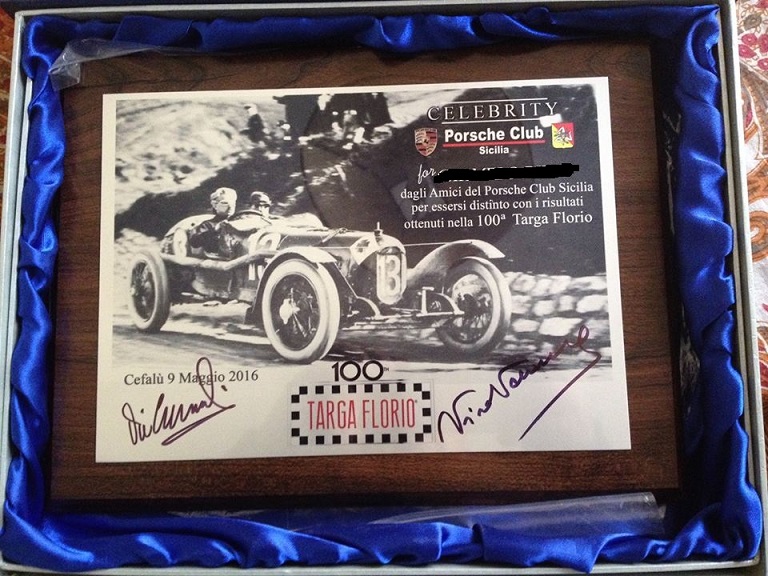 CELEBRITY
Porsche Club
Sicilia
for
dagli Amici del Porsche Club Sicilia
per essersi distinto con i risultati
ottenuti nella 100ª Targa Florio
13
Cefalù 9 Maggio 2016
100
TARGA FLORIO